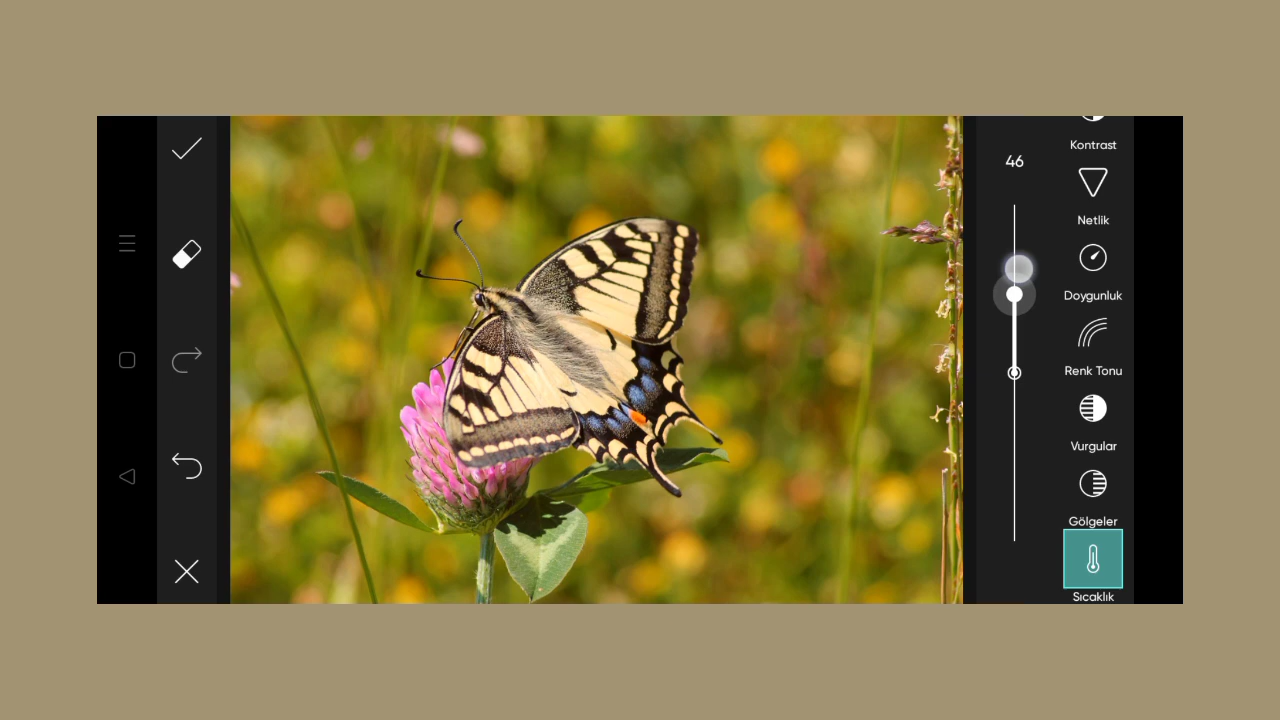 46
Kontrast
Netlik
Doygunluk
Renk Tonu
Vurgular
Gölgeler
Sıcaklık